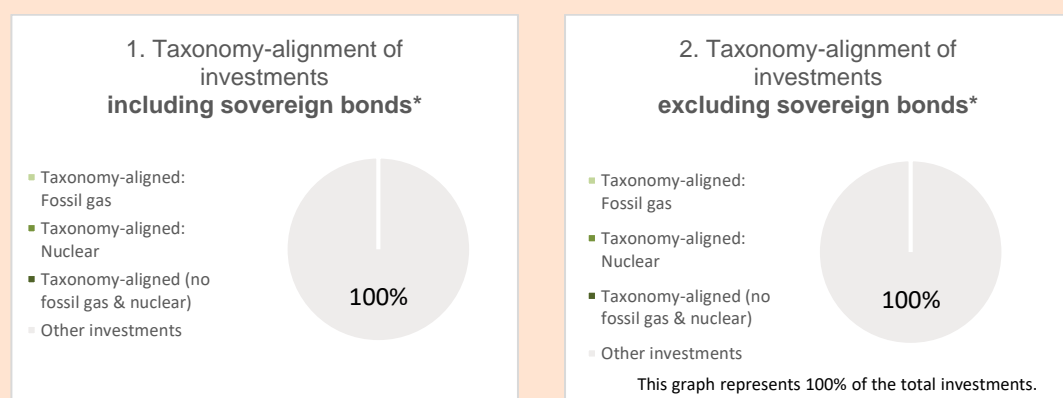 1. Taxonomy-alignment of
investments
including sovereign bonds*
Taxonomy-aligned:
Fossil gas
Taxonomy-aligned:
Nuclear
Taxonomy-aligned (no
fossil gas & nuclear)
Other investments
100%
2. Taxonomy-alignment of
investments
excluding sovereign bonds*
Taxonomy-aligned:
Fossil gas
Taxonomy-aligned:
Nuclear
Taxonomy-aligned (no
fossil gas & nuclear)
Other investments
100%
This graph represents 100% of the total investments.